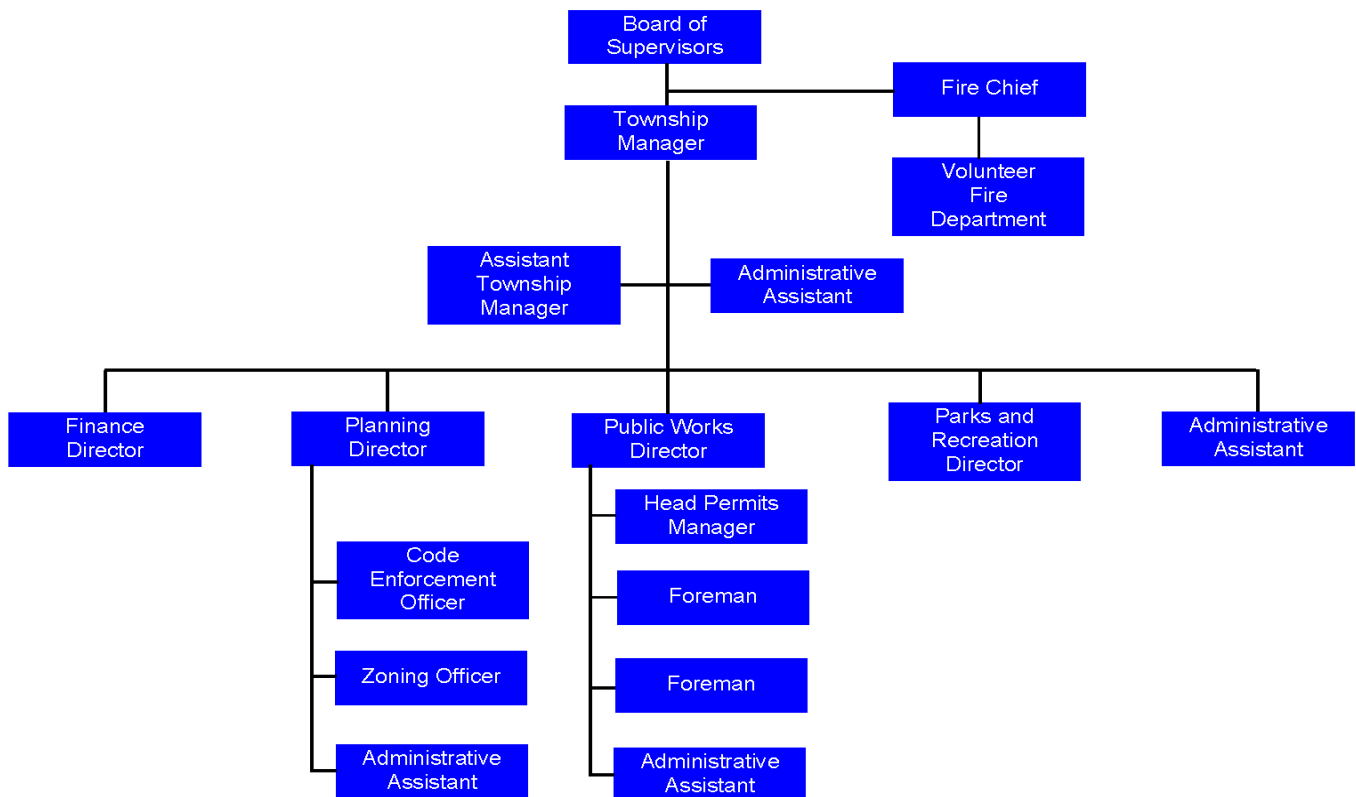 Board of
Supervisors
Fire Chief
Township
Manager
Volunteer
Fire
Department
Assistant
Township
Manager
Administrative
Assistant
Finance
Director
Planning
Director
Public Works
Director
Parks and
Recreation
Director
Administrative
Assistant
Code
Enforcement
Officer
Zoning Officer
Administrative
Assistant
Head Permits
Manager
Foreman
Foreman
Administrative
Assistant